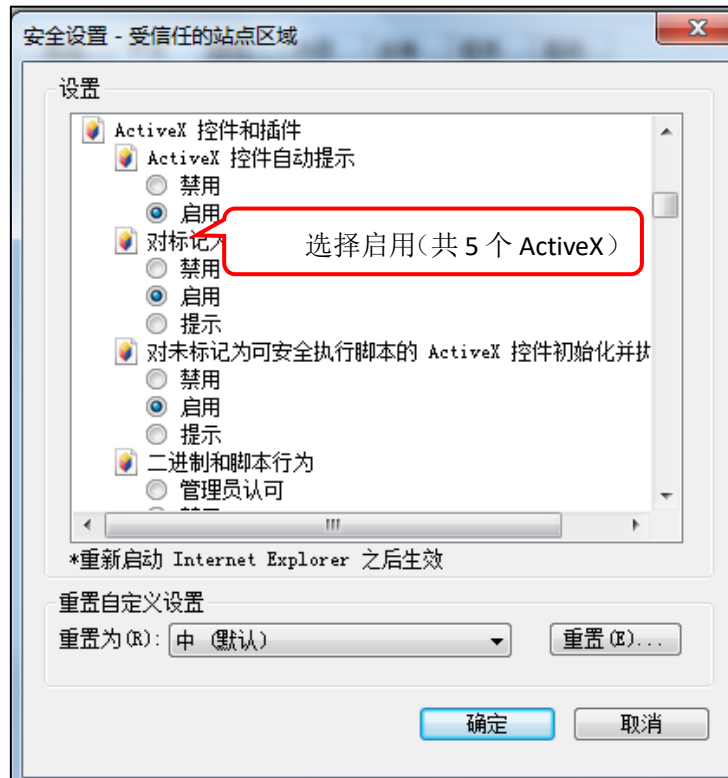 安全设置 - 受信任的站点区域
设置
ActiveX 控件和插件
ActiveX 控件自动提示
禁用
启用
选择启用（共 5 个 ActiveX）
对标记为
禁用
启用
提示
对未标记为可安全执行脚本的 ActiveX 控件初始化并执
禁用
启用
提示
二进制和脚本行为
管理员认可
*重新启动 Internet Explorer 之后生效
重置自定义设置
重置为(R): 中 (默认)
重置(E)...
确定
取消